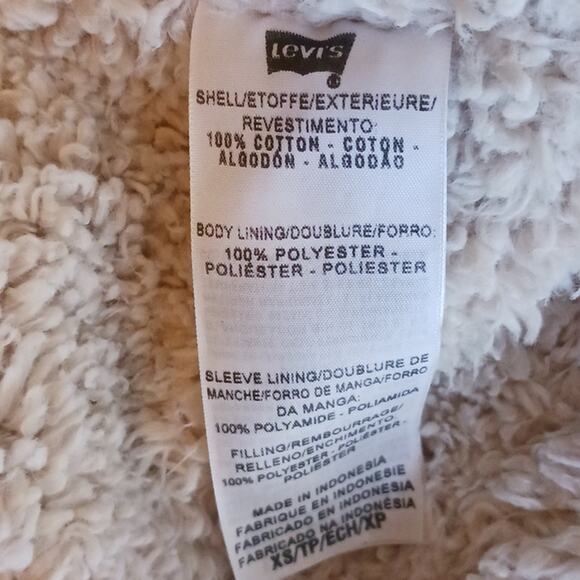 Levi's
SHELL/ETOFFE/EXTERIEURE/
REVESTIMENTO:
100% COTTON - COTON -
ALGODÓN - ALGODÃO
BODY LINING/DOUBLURE/FORRO:
100% POLYESTER -
POLIÉSTER - POLIESTER
SLEEVE LINING/DOUBLURE DE
MANCHE/FORRO DE MANGA/FORRO
DA MANGA:
100% POLYAMIDE - POLIAMIDA
FILLING/REMBOURRAGE/
RELLENO/ENCHIMENTO:
100% POLYESTER - POLIÉSTER -
POLIESTER
MADE IN INDONESIA
FABRIQUE EN INDONESIE
FABRICADO EN INDONESIA
FABRICADO NA INDONÉSIA
XS/TP/ECH/XP